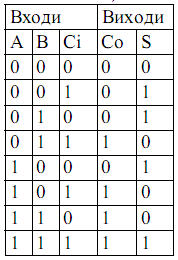 Входи Виходи
A B Ci Co S
0 0 0 0 0
0 0 1 0 1
0 1 0 0 1
0 1 1 1 0
1 0 0 0 1
1 0 1 1 0
1 1 0 1 0
1 1 1 1 1